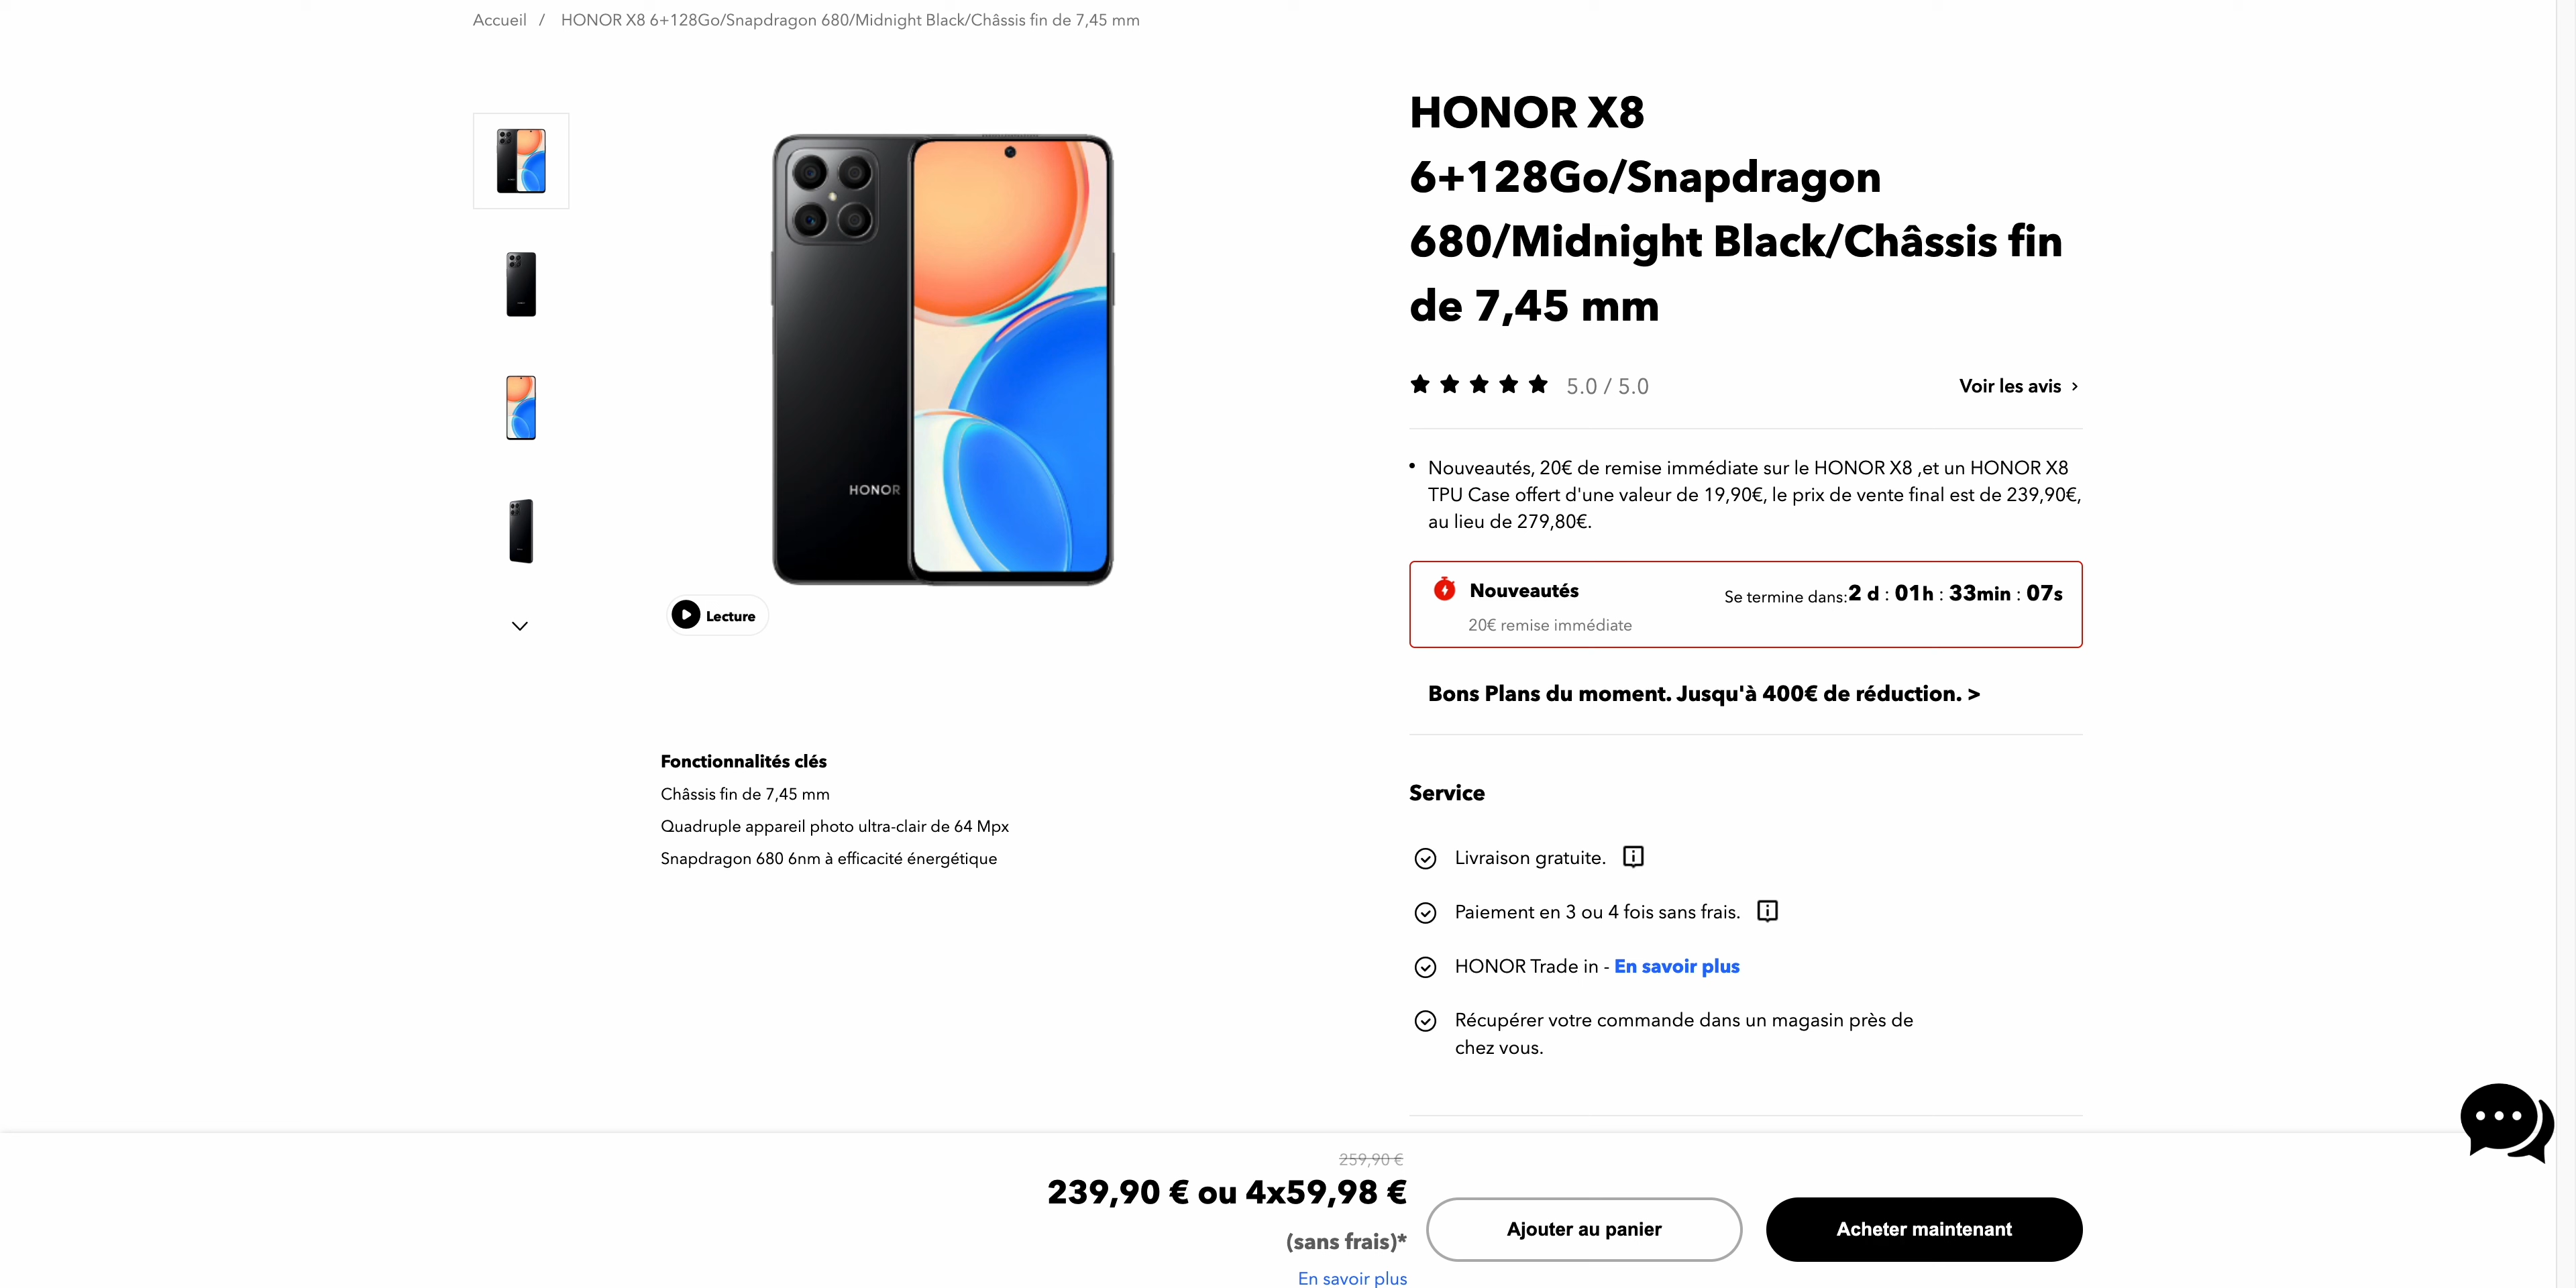 Accueil / HONOR X8 6+128Go/Snapdragon 680/Midnight Black/Châssis fin de 7,45 mm
HONOR
Lecture
Fonctionnalités clés
Châssis fin de 7,45 mm
Quadruple appareil photo ultra-clair de 64 Mpx
Snapdragon 680 6nm à efficacité énergétique
HONOR X8
6+128Go/Snapdragon
680/Midnight Black/Châssis fin
de 7,45 mm
5.0 / 5.0
Voir les avis >
• Nouveautés, 20€ de remise immédiate sur le HONOR X8 ,et un HONOR X8
TPU Case offert d'une valeur de 19,90€, le prix de vente final est de 239,90€,
au lieu de 279,80€.
Nouveautés
Se termine dans:2 d : 01h : 33min : 07s
20€ remise immédiate
Bons Plans du moment. Jusqu'à 400€ de réduction. >
Service
Livraison gratuite.
Paiement en 3 ou 4 fois sans frais.
HONOR Trade in - En savoir plus
Récupérer votre commande dans un magasin près de
chez vous.
259,90 €
239,90 € ou 4x59,98 €
(sans frais)*
En savoir plus
Ajouter au panier
Acheter maintenant